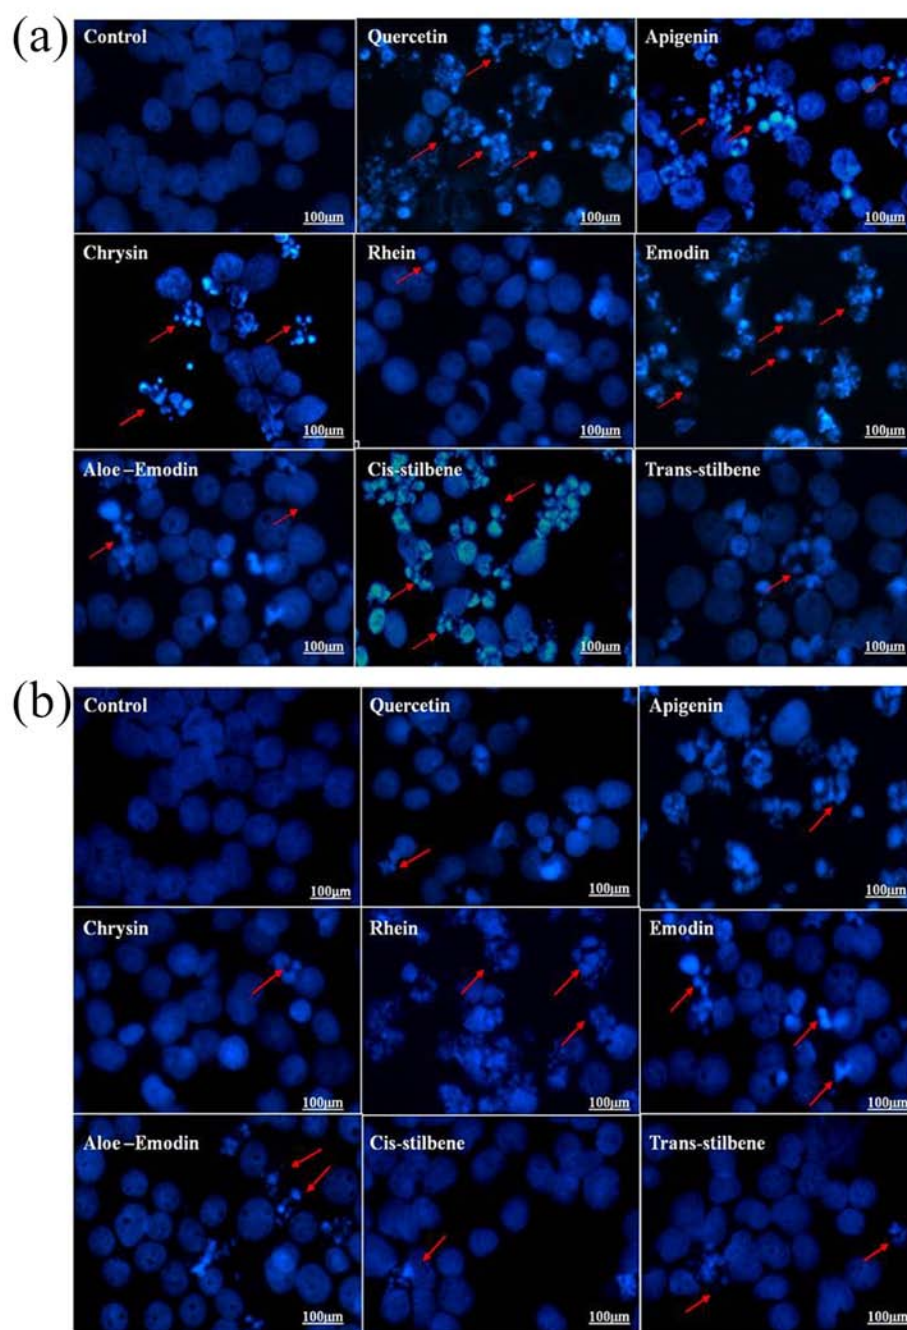 (a)
Control
Quercetin
Apigenin
100μm
100μm
100μm
Chrysin
Rhein
Emodin
100μm
100μm
100μm
Aloe–Emodin
Cis-stilbene
Trans-stilbene
100μm
100μm
100μm
(b)
Control
Quercetin
Apigenin
100μm
100μm
100μm
Chrysin
Rhein
Emodin
100μm
100μm
100μm
Aloe–Emodin
Cis-stilbene
Trans-stilbene
100μm
100μm
100μm